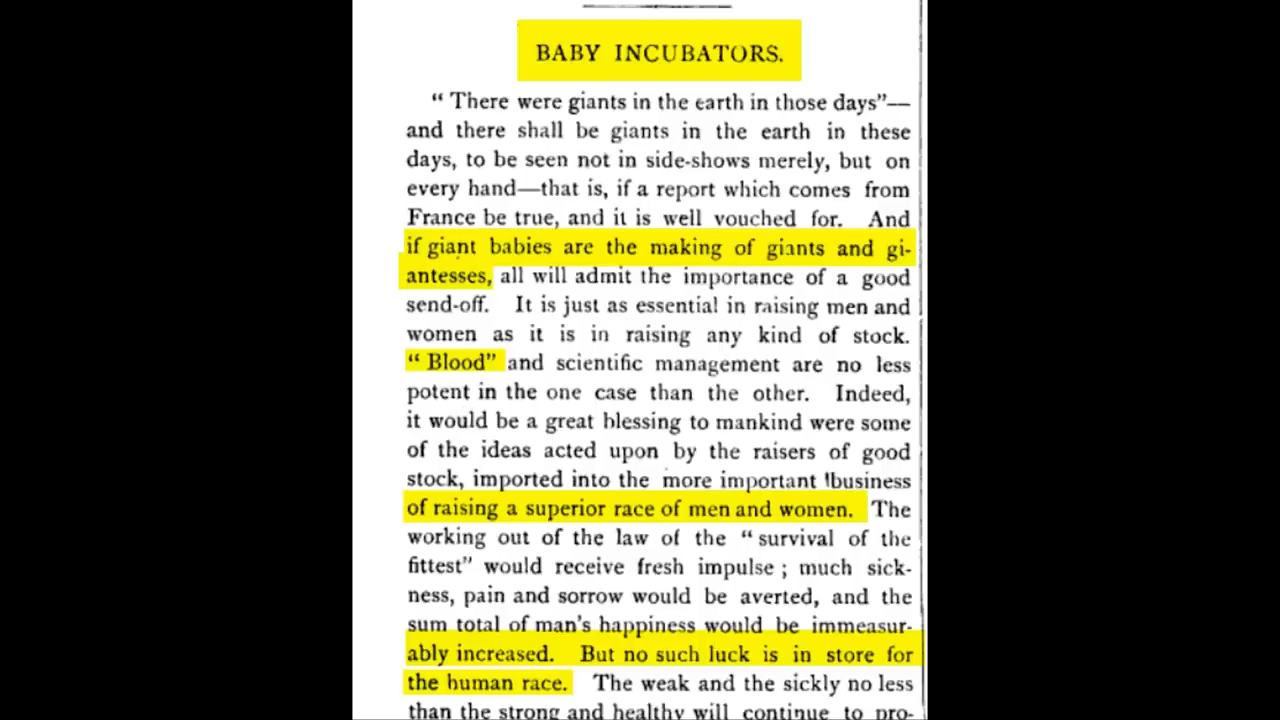 BABY INCUBATORS.
“ There were giants in the earth in those days”—
and there shall be giants in the earth in these
days, to be seen not in side-shows merely, but on
every hand—that is, if a report which comes from
France be true, and it is well vouched for. And
if giant babies are the making of giants and gi-
antesses, all will admit the importance of a good
send-off. It is just as essential in raising men and
women as it is in raising any kind of stock.
“ Blood” and scientific management are no less
potent in the one case than the other. Indeed,
it would be a great blessing to mankind were some
of the ideas acted upon by the raisers of good
stock, imported into the more important business
of raising a superior race of men and women. The
working out of the law of the “ survival of the
fittest” would receive fresh impulse ; much sick-
ness, pain and sorrow would be averted, and the
sum total of man’s happiness would be immeasur-
ably increased. But no such luck is in store for
the human race. The weak and the sickly no less
than the strong and healthy will continue to pro-